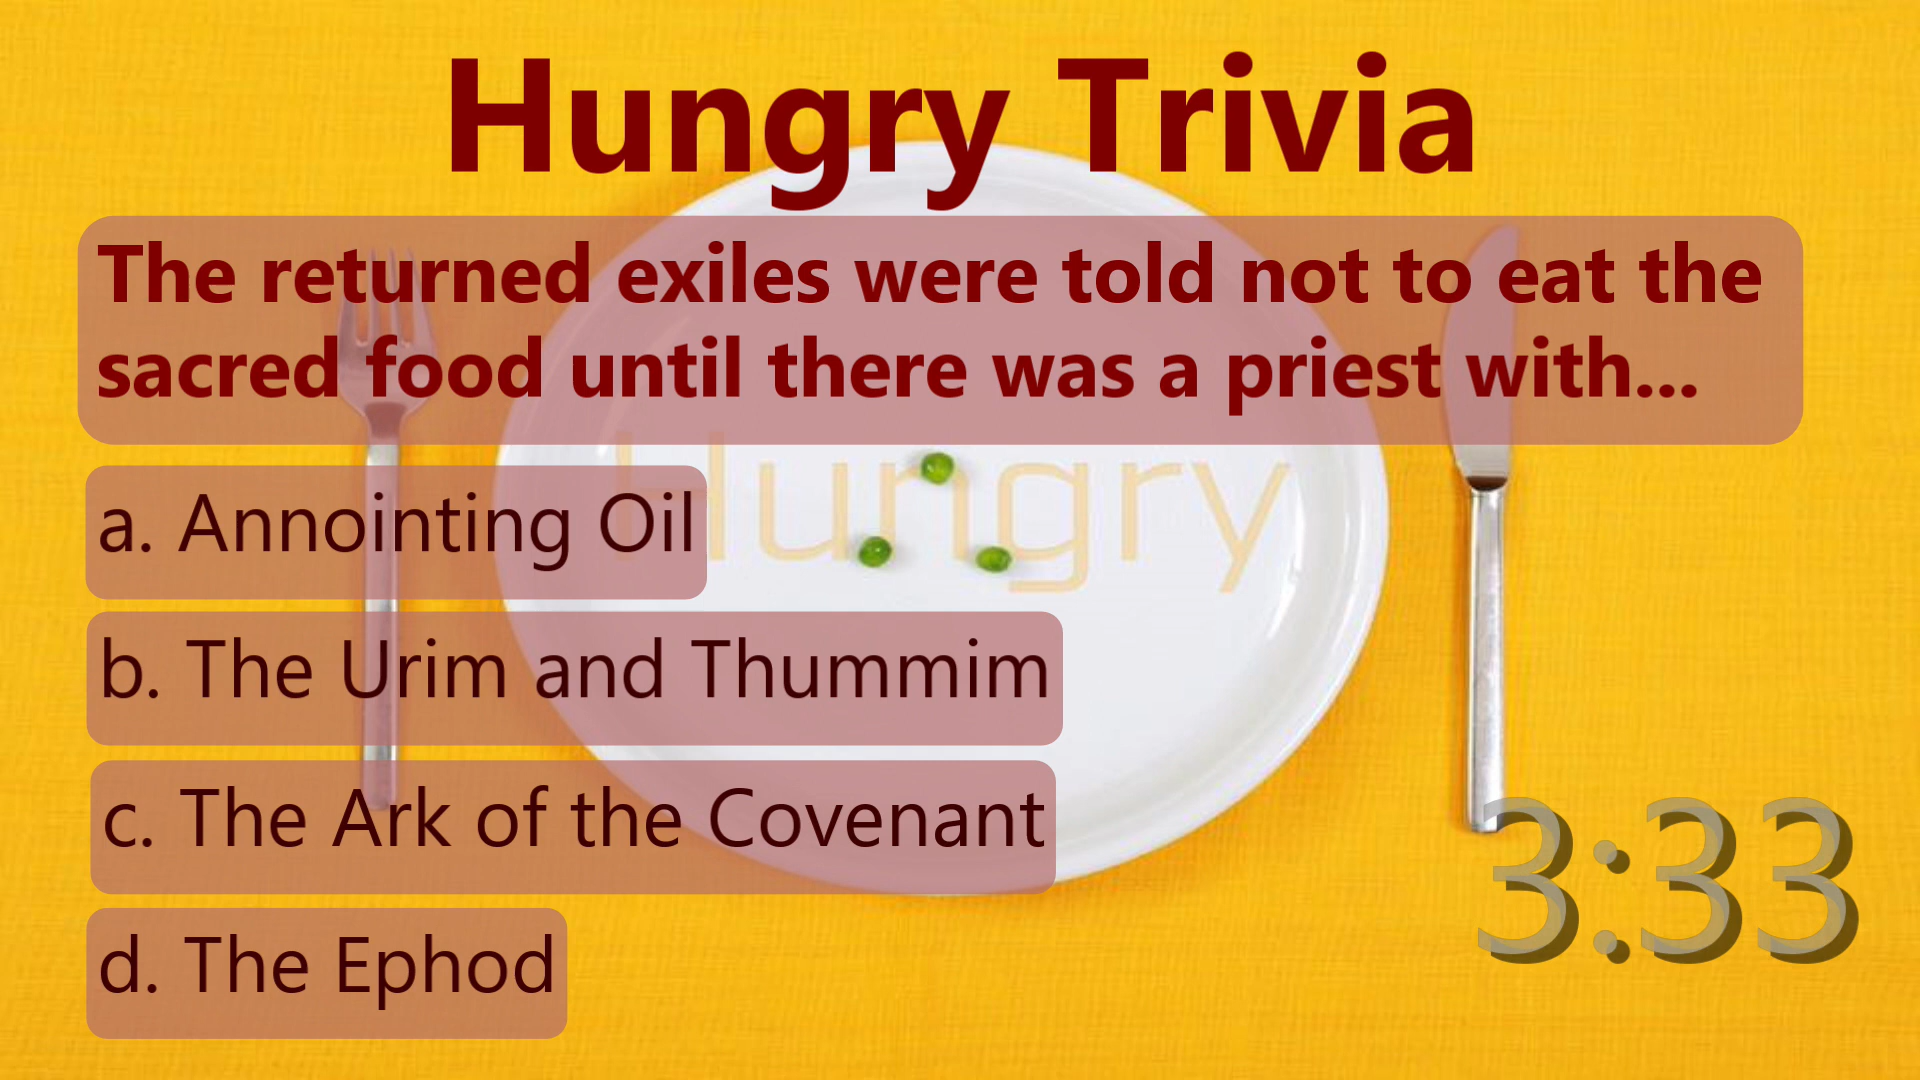 Hungry Trivia
The returned exiles were told not to eat the
sacred food until there was a priest with...
Hungry
a. Annointing Oil
b. The Urim and Thummim
c. The Ark of the Covenant
d. The Ephod
3:33